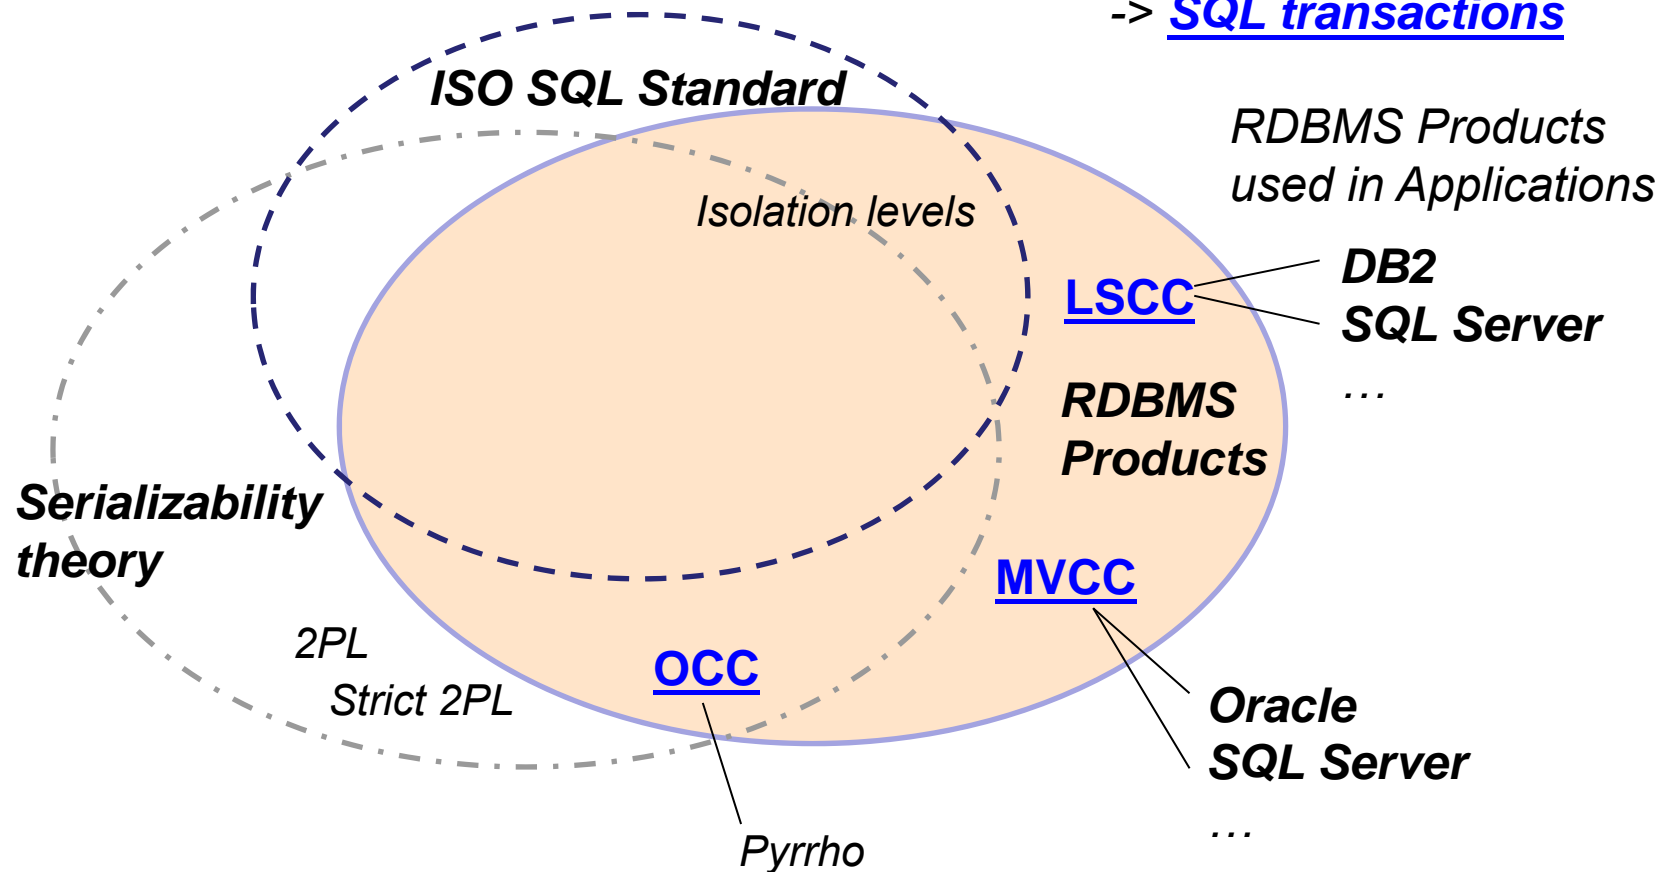 -> SQL transactions
ISO SQL Standard
RDBMS Products
used in Applications
Isolation levels
LSCC
DB2
SQL Server
…
RDBMS
Products
Serializability
theory
MVCC
2PL
Strict 2PL
OCC
Oracle
SQL Server
…
Pyrrho